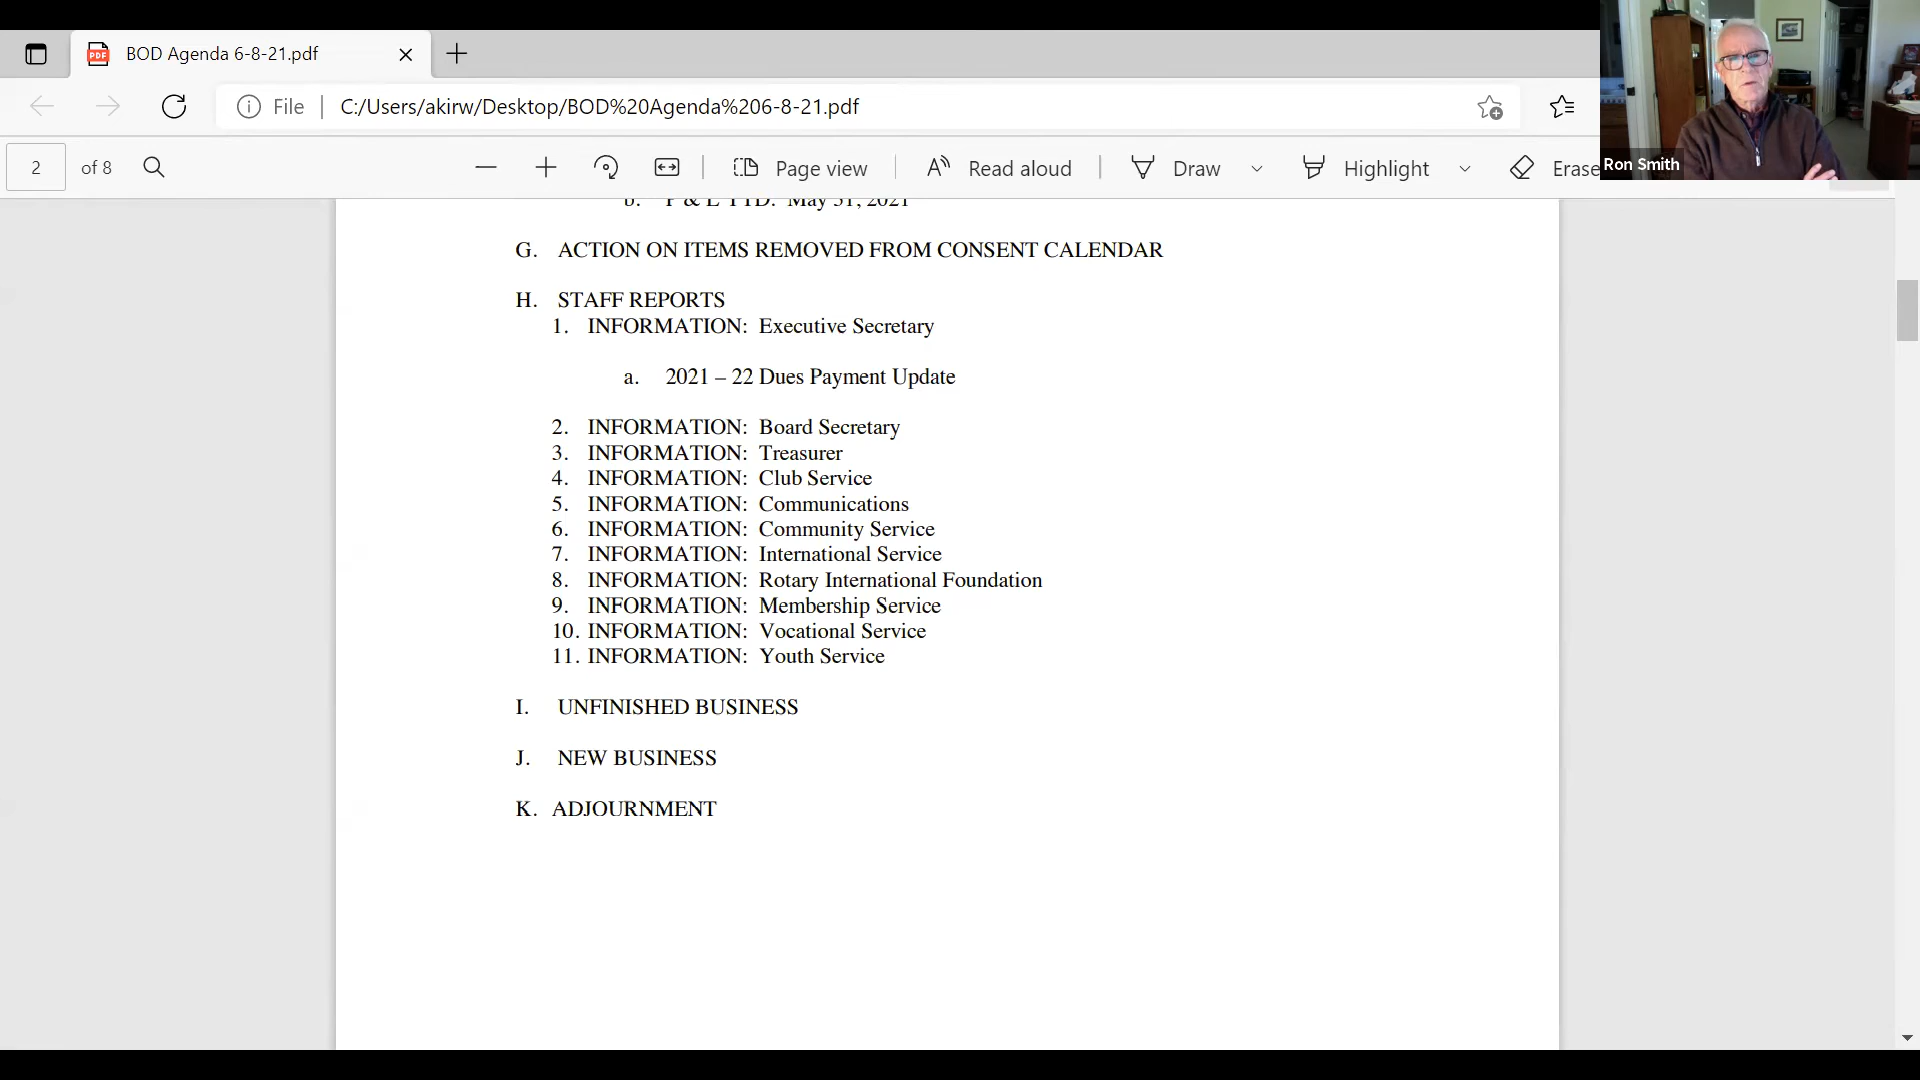 BOD Agenda 6-8-21.pdf
File
C:/Users/akirw/Desktop/BOD%20Agenda%206-8-21.pdf
2 of 8
Page view
Read aloud
Draw
Highlight
Erase
Ron Smith
b. P & L YTD: May 31, 2021
G. ACTION ON ITEMS REMOVED FROM CONSENT CALENDAR
H. STAFF REPORTS
1. INFORMATION: Executive Secretary
a. 2021 – 22 Dues Payment Update
2. INFORMATION: Board Secretary
3. INFORMATION: Treasurer
4. INFORMATION: Club Service
5. INFORMATION: Communications
6. INFORMATION: Community Service
7. INFORMATION: International Service
8. INFORMATION: Rotary International Foundation
9. INFORMATION: Membership Service
10. INFORMATION: Vocational Service
11. INFORMATION: Youth Service
I. UNFINISHED BUSINESS
J. NEW BUSINESS
K. ADJOURNMENT